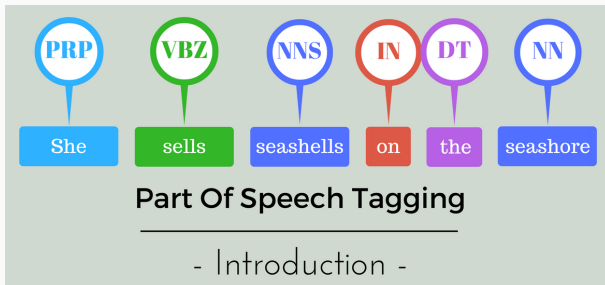 PRP VBZ NNS IN DT NN
She sells seashells on the seashore
Part Of Speech Tagging
- Introduction -